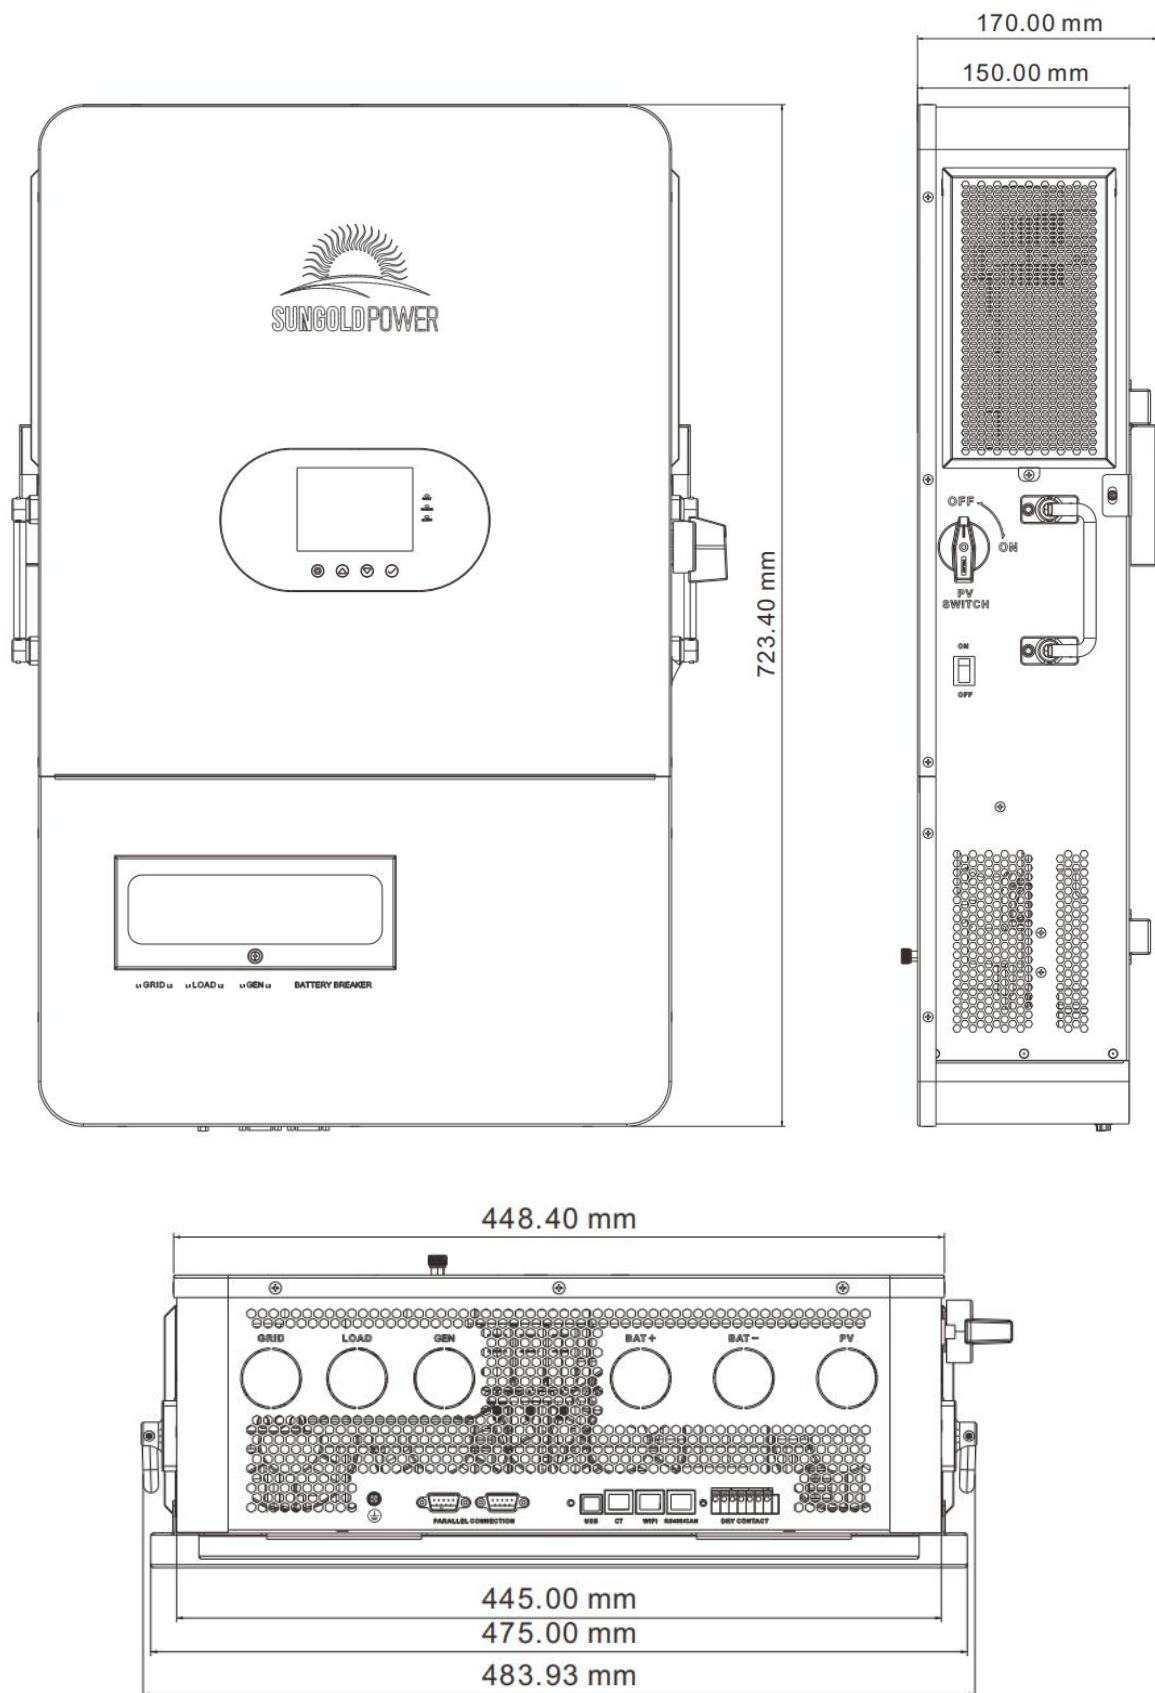 170.00 mm
150.00 mm
SUNGOLDPOWER
723.40 mm
OFF
ON
PV
SWITCH
ON
OFF
L1 GRID L2 L1 LOAD L2 L1 GEN L2 BATTERY BREAKER
448.40 mm
GRID LOAD GEN BAT+ BAT− PV
USB CT WIFI RS485/CAN
PARALLEL CONNECTION DRY CONTACT
445.00 mm
475.00 mm
483.93 mm